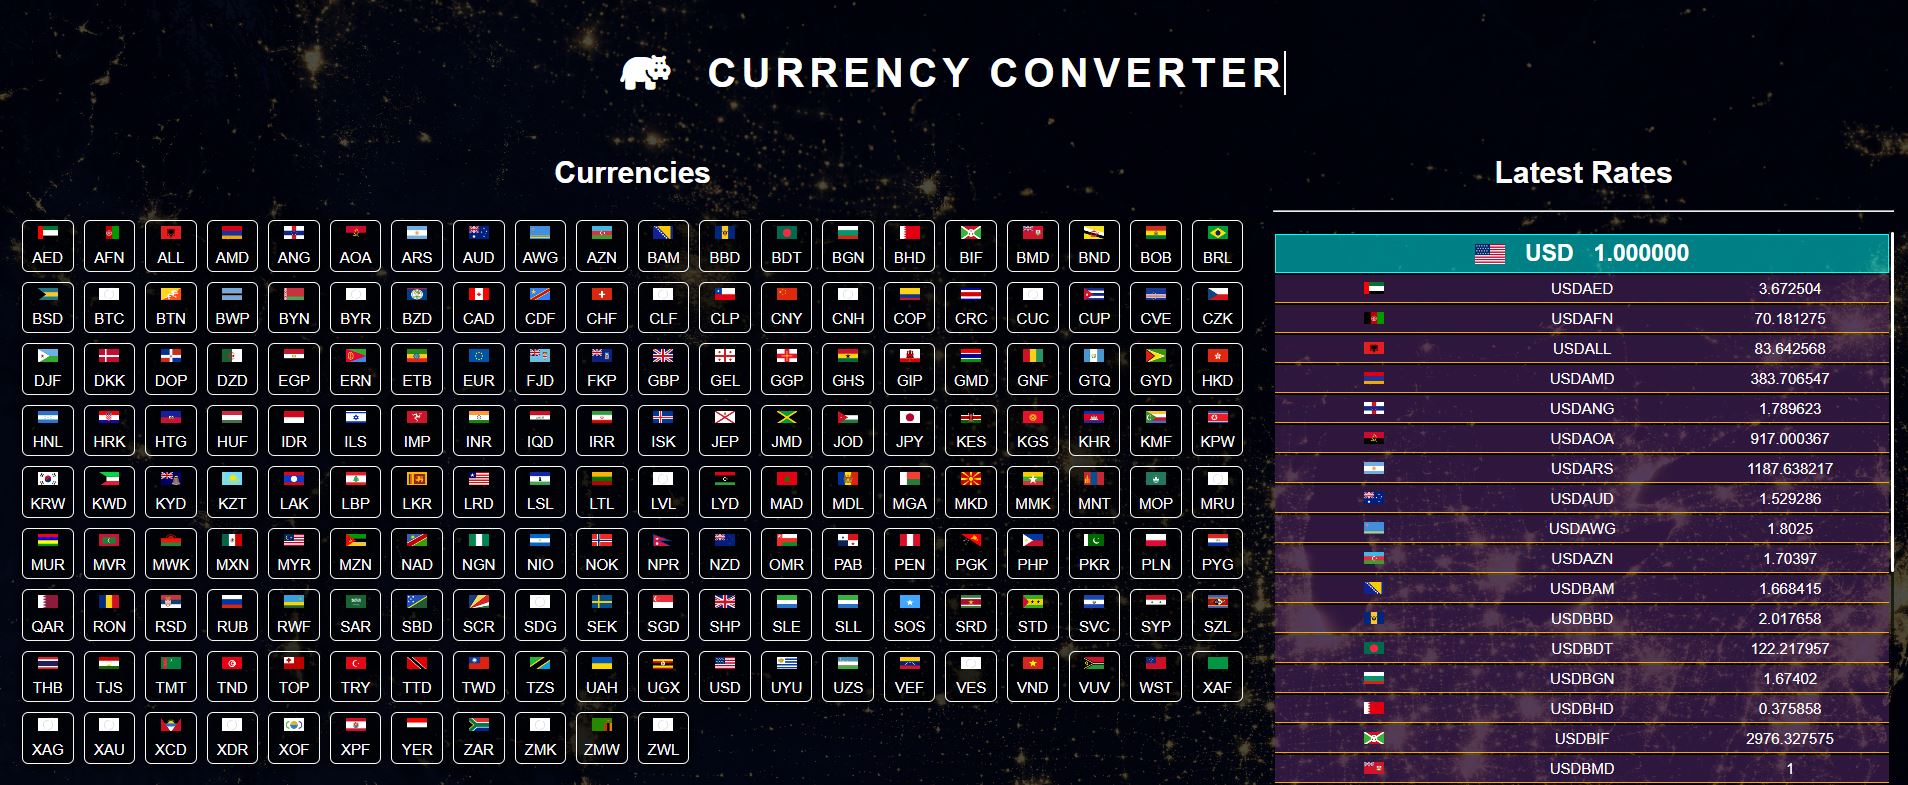 CURRENCY CONVERTER
Currencies
AED AFN ALL AMD ANG AOA ARS AUD AWG AZN BAM BBD BDT BGN BHD BIF BMD BND BOB BRL
BSD BTC BTN BWP BYN BYR BZD CAD CDF CHF CLF CLP CNY CNH COP CRC CUC CUP CVE CZK
DJF DKK DOP DZD EGP ERN ETB EUR FJD FKP GBP GEL GGP GHS GIP GMD GNF GTQ GYD HKD
HNL HRK HTG HUF IDR ILS IMP INR IQD IRR ISK JEP JMD JOD JPY KES KGS KHR KMF KPW
KRW KWD KYD KZT LAK LBP LKR LRD LSL LTL LVL LYD MAD MDL MGA MKD MMK MNT MOP MRU
MUR MVR MWK MXN MYR MZN NAD NGN NIO NOK NPR NZD OMR PAB PEN PGK PHP PKR PLN PYG
QAR RON RSD RUB RWF SAR SBD SCR SDG SEK SGD SHP SLE SLL SOS SRD STD SVC SYP SZL
THB TJS TMT TND TOP TRY TTD TWD TZS UAH UGX USD UYU UZS VEF VES VND VUV WST XAF
XAG XAU XCD XDR XOF XPF YER ZAR ZMK ZMW ZWL
Latest Rates
USD 1.000000
USDAED 3.672504
USDAFN 70.181275
USDALL 83.642568
USDAMD 383.706547
USDANG 1.789623
USDAOA 917.000367
USDARS 1187.638217
USDAUD 1.529286
USDAWG 1.8025
USDAZN 1.70397
USDBAM 1.668415
USDBBD 2.017658
USDBDT 122.217957
USDBGN 1.67402
USDBHD 0.375858
USDBIF 2976.327575
USDBMD 1